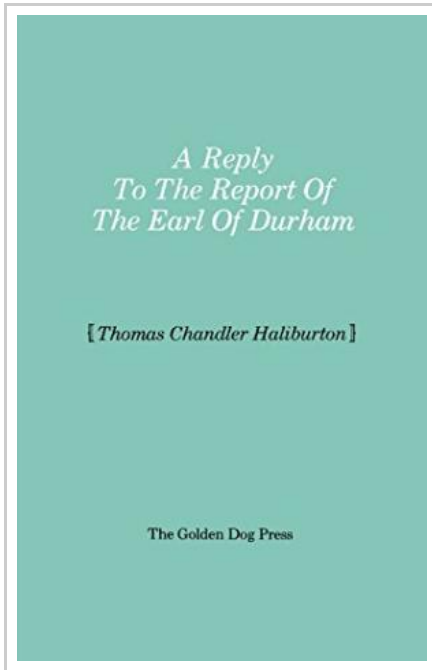 A Reply
To The Report Of
The Earl Of Durham
⟦Thomas Chandler Haliburton⟧
The Golden Dog Press